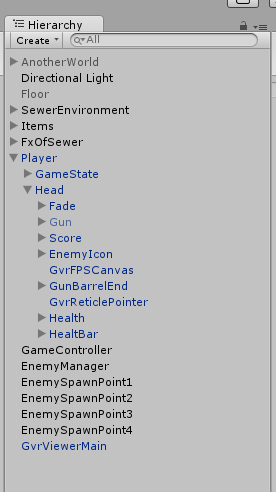 Hierarchy
Create All
AnotherWorld
Directional Light
Floor
SewerEnvironment
Items
FxOfSewer
Player
GameState
Head
Fade
Gun
Score
EnemyIcon
GvrFPSCanvas
GunBarrelEnd
GvrReticlePointer
Health
HealtBar
GameController
EnemyManager
EnemySpawnPoint1
EnemySpawnPoint2
EnemySpawnPoint3
EnemySpawnPoint4
GvrViewerMain